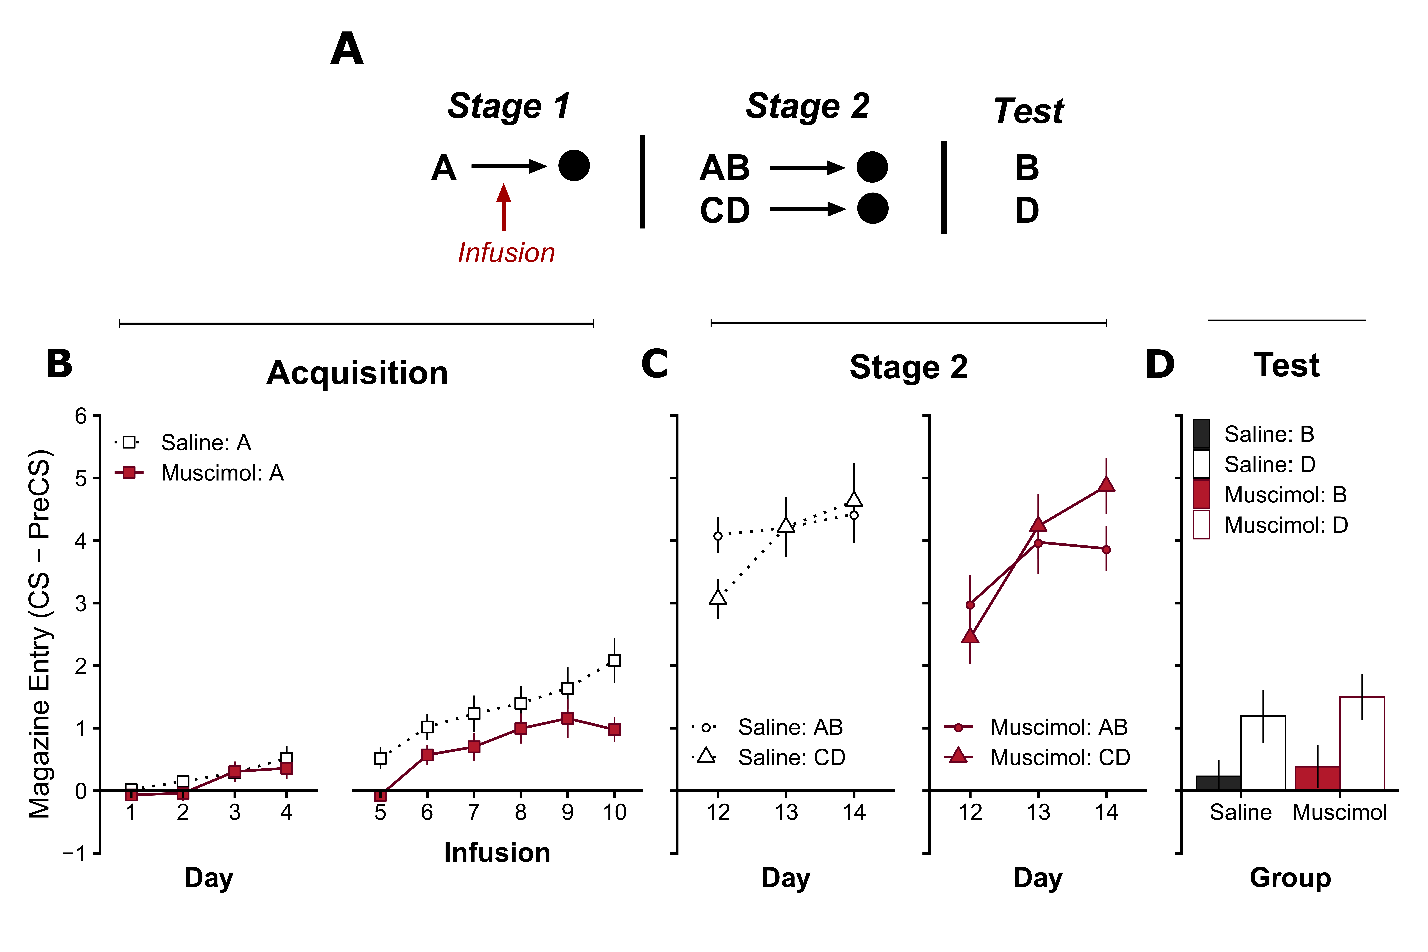 A
Stage 1
Stage 2
Test
A
AB
B
CD
D
Infusion
B
Acquisition
C
Stage 2
D
Test
Magazine Entry (CS − PreCS)
6
5
4
3
2
1
0
−1
Saline: A
Muscimol: A
1 2 3 4
5 6 7 8 9 10
Infusion
Day
Saline: AB
Saline: CD
12 13 14
Day
Muscimol: AB
Muscimol: CD
12 13 14
Day
Saline: B
Saline: D
Muscimol: B
Muscimol: D
Saline Muscimol
Group